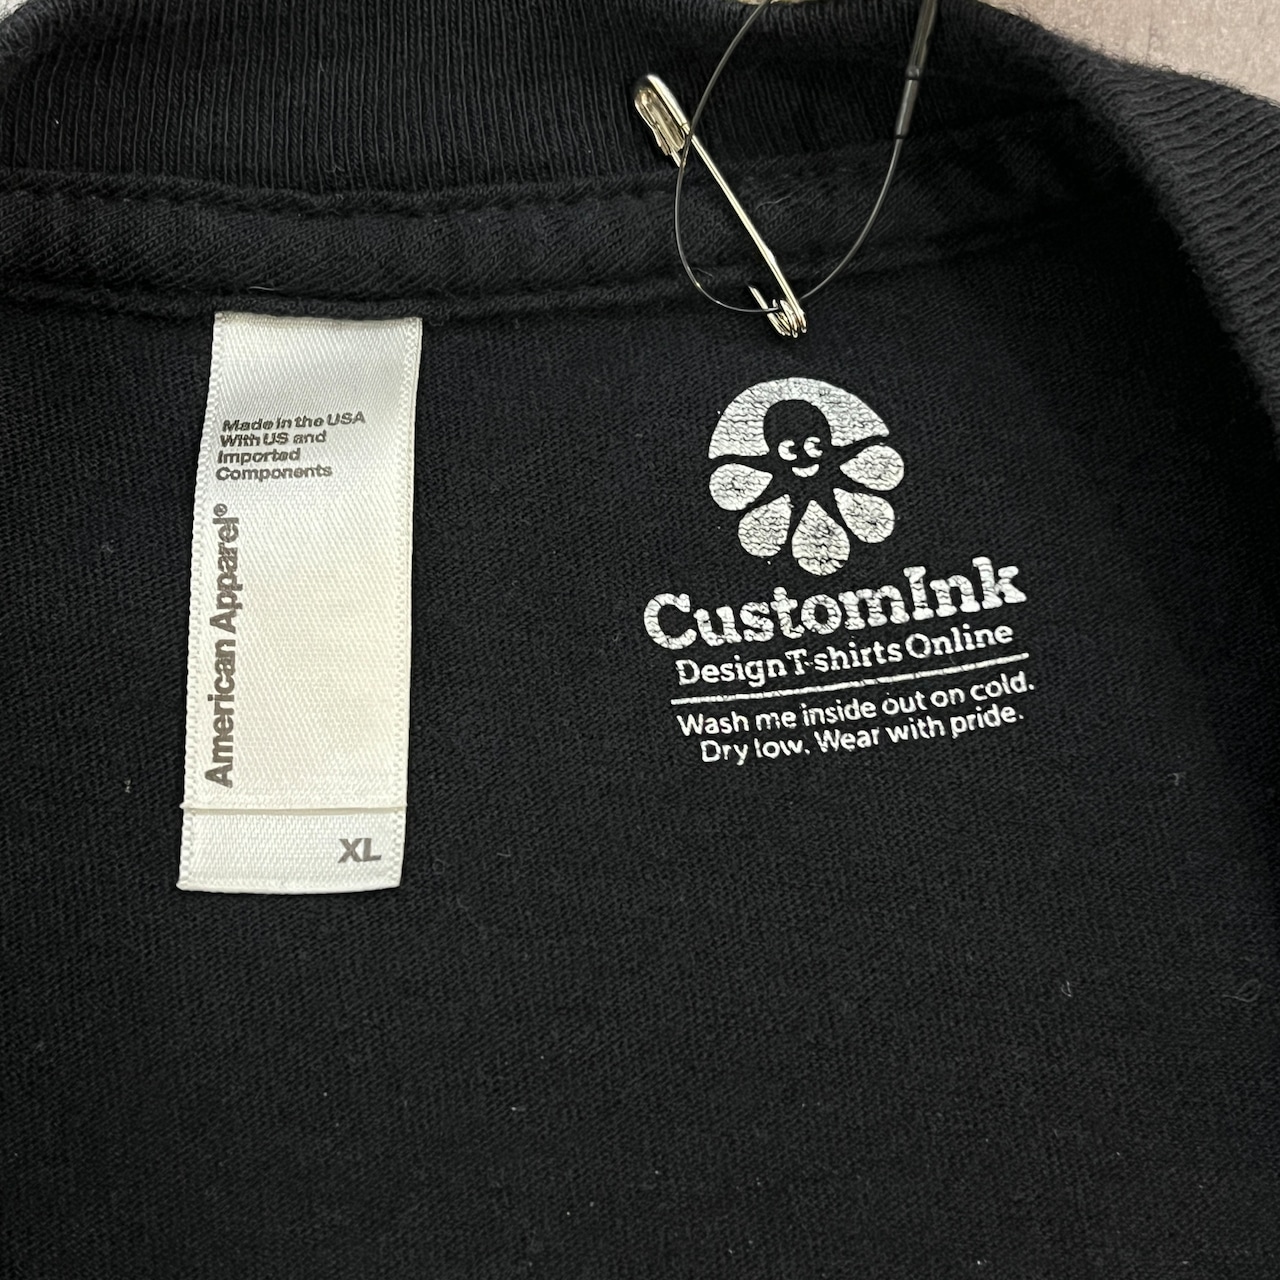 Made in the USA
With US and
Imported
Components
American Apparel®
XL
CustomInk
Design T-shirts Online
Wash me inside out on cold.
Dry low. Wear with pride.